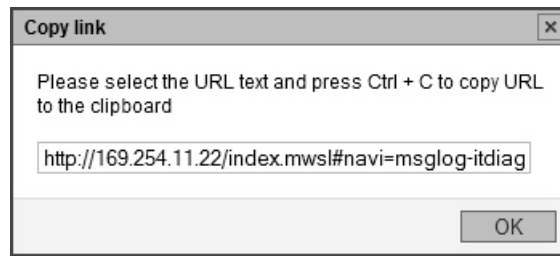 Copy link
Please select the URL text and press Ctrl + C to copy URL
to the clipboard
http://169.254.11.22/index.mwsl#navi=msglog-itdiag
OK